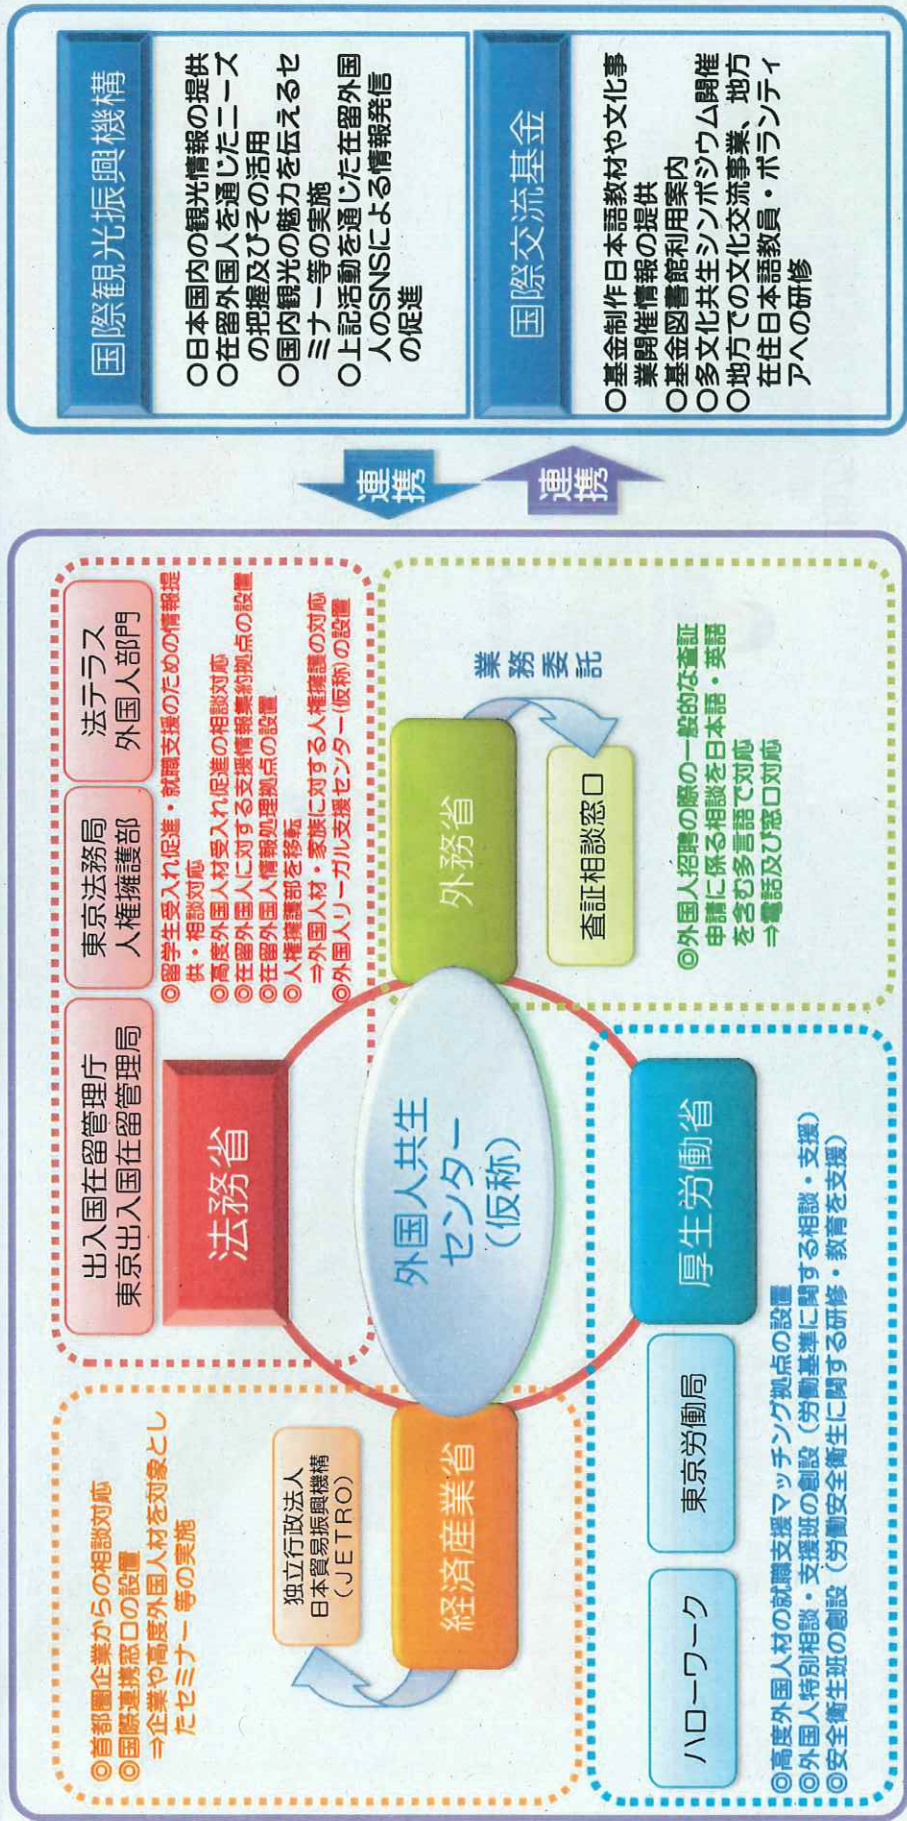 ◎首都圏企業からの相談対応
◎国際連携窓口の設置
⇒企業や高度外国人材を対象とし
たセミナー等の実施
独立行政法人
日本貿易振興機構
(JETRO)
経済産業省
出入国在留管理庁
東京出入国在留管理局
東京法務局
人権擁護部
法テラス
外国人部門
法務省
◎留学生受入れ促進・就職支援のための情報提
供・相談対応
◎高度外国人材受入れ促進の相談対応
◎在留外国人に対する支援情報集約拠点の設置
◎在留外国人情報処理拠点の設置
◎人権擁護部を移転
⇒外国人材・家族に対する人権擁護の対応
◎外国人リーガル支援センター(仮称)の設置
外国人共生
センター
(仮称)
外務省
業務
委託
査証相談窓口
◎外国人招聘の際の一般的な査証
申請に係る相談を日本語・英語
を含む多言語で対応
⇒電話及び窓口対応
厚生労働省
ハローワーク
東京労働局
◎高度外国人材の就職支援マッチング拠点の設置
◎外国人特別相談・支援班の創設(労働基準に関する相談・支援)
◎安全衛生班の創設(労働安全衛生に関する研修・教育を支援)
連携
連携
国際観光振興機構
○日本国内の観光情報の提供
○在留外国人を通じたニーズ
の把握及びその活用
○国内観光の魅力を伝えるセ
ミナー等の実施
○上記活動を通じた在留外国
人のSNSによる情報発信
の促進
国際交流基金
○基金制作日本語教材や文化事
業開催情報の提供
○基金図書館利用案内
○多文化共生シンポジウム開催
○地方での文化交流事業、地方
在住日本語教員・ボランティ
アへの研修